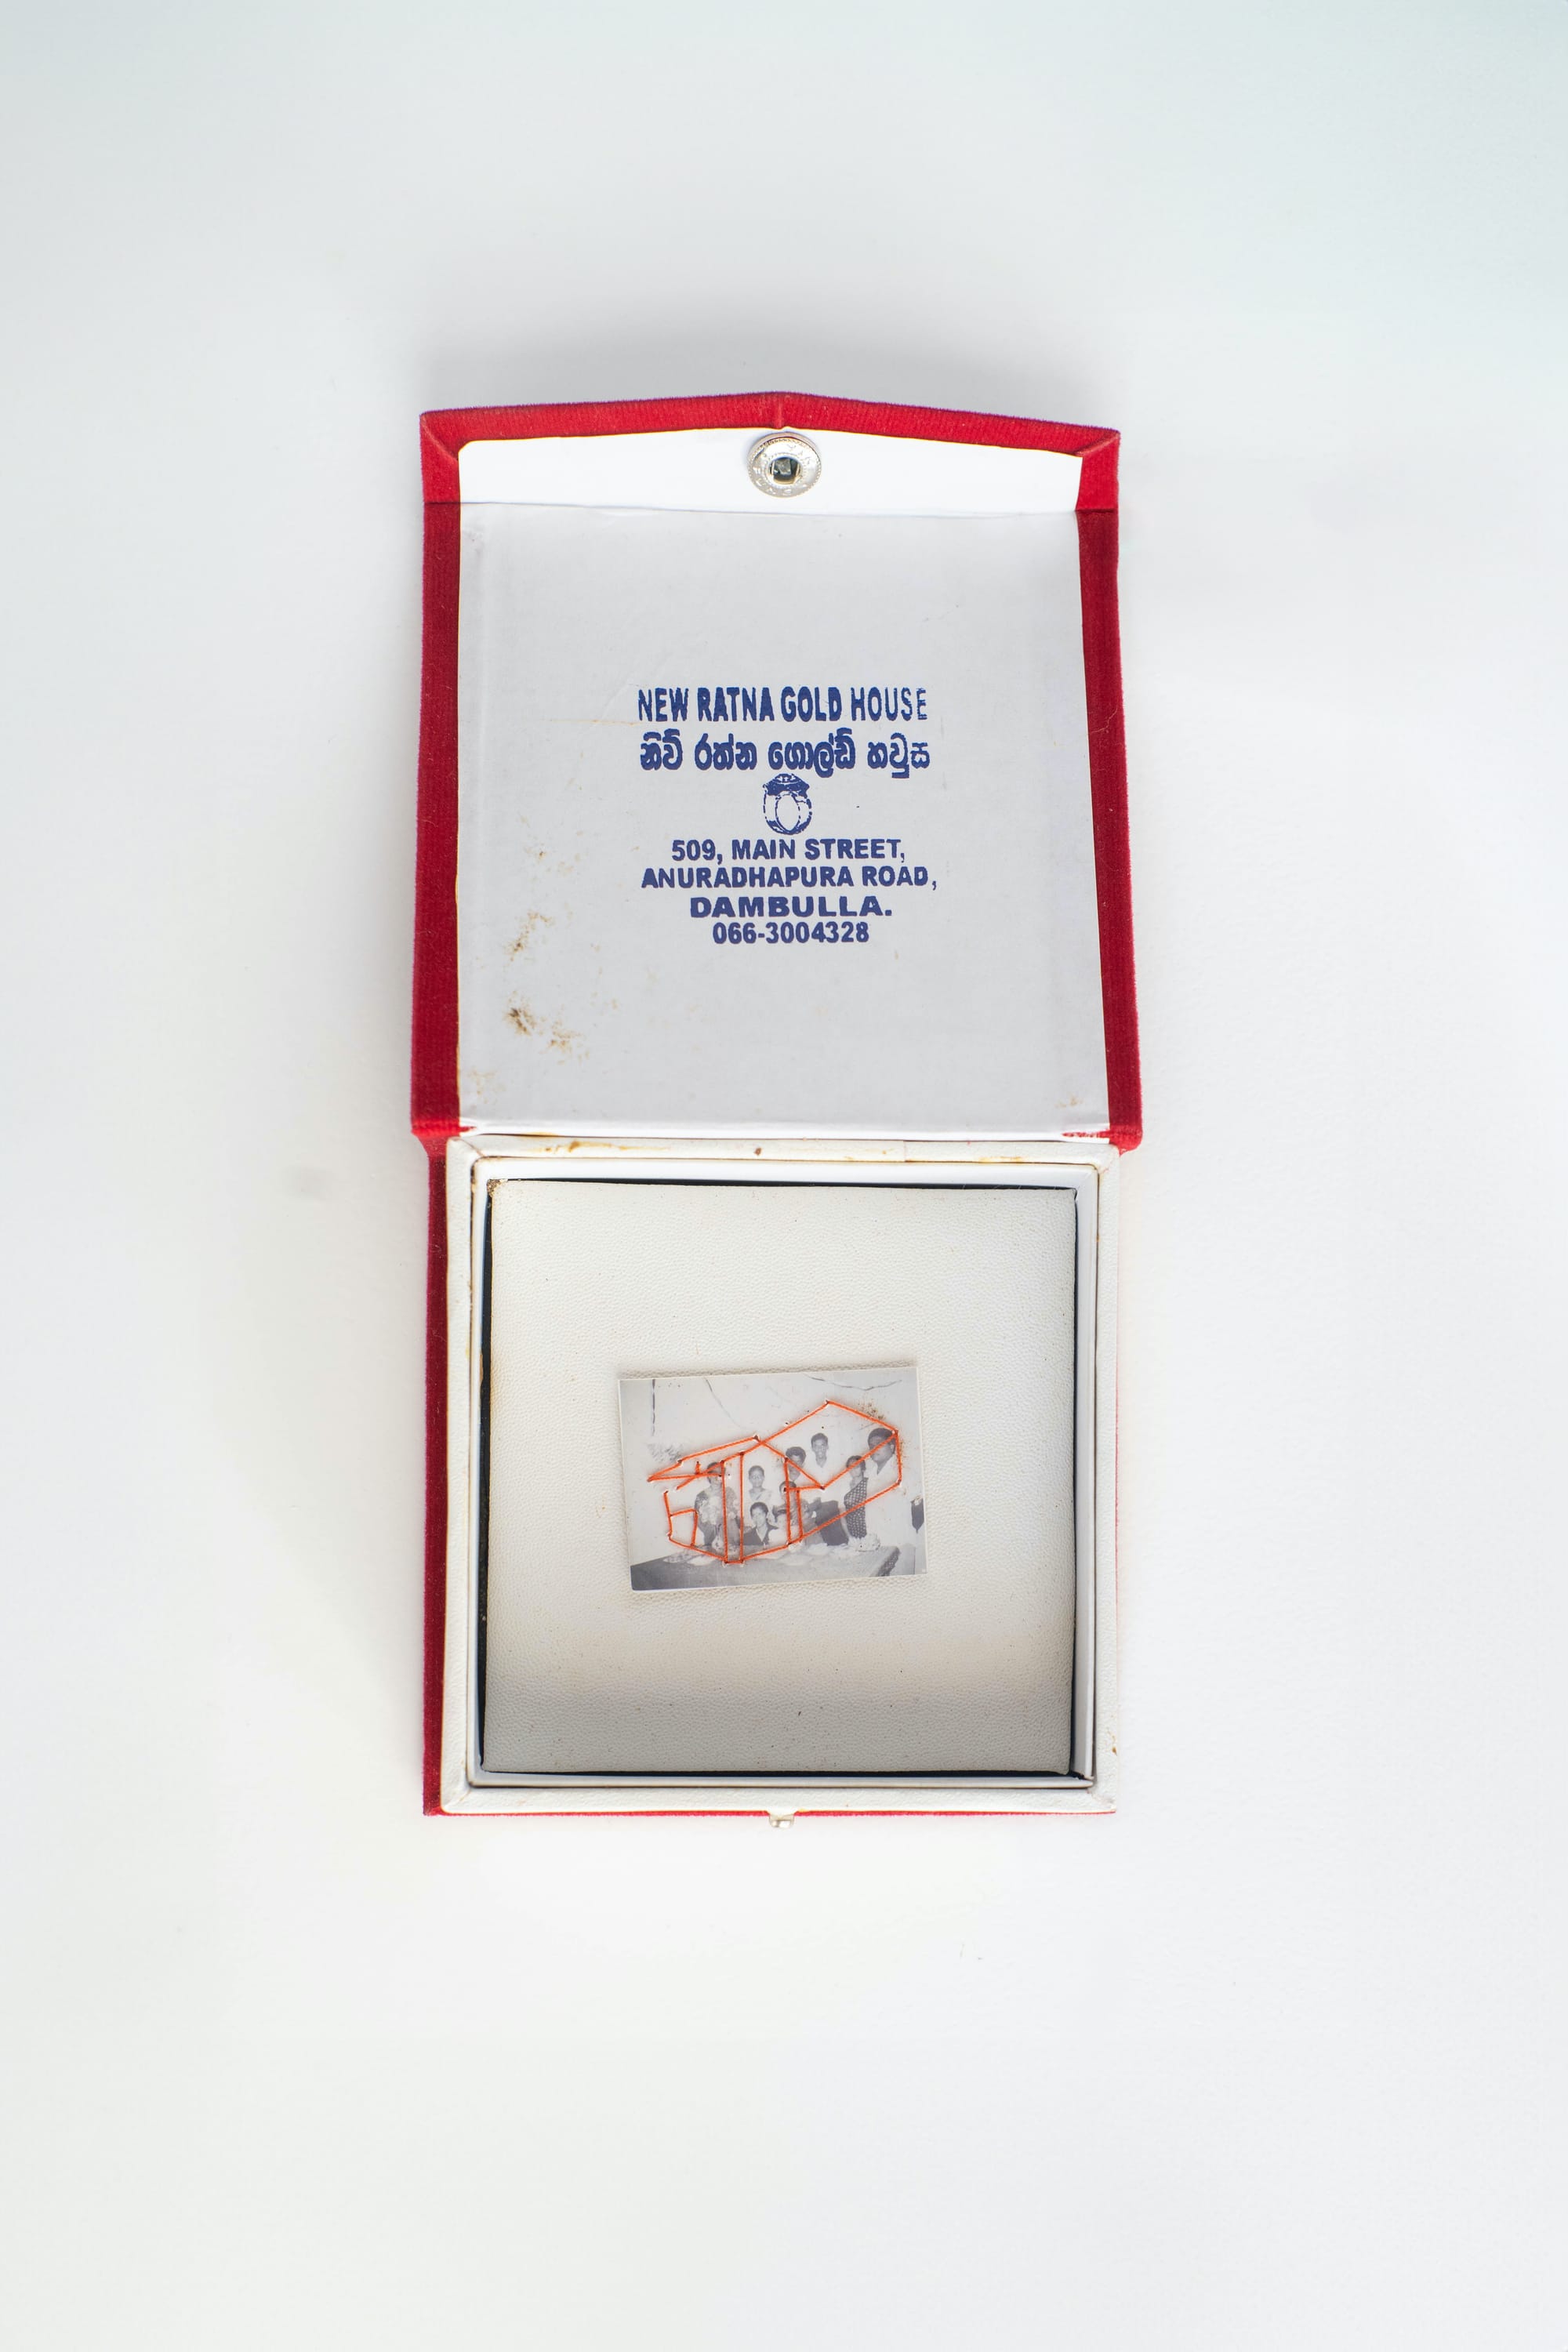 NEW RATNA GOLD HOUSE
නිව් රත්න ගොල්ඩ් හවුස
509, MAIN STREET,
ANURADHAPURA ROAD,
DAMBULLA.
066-3004328